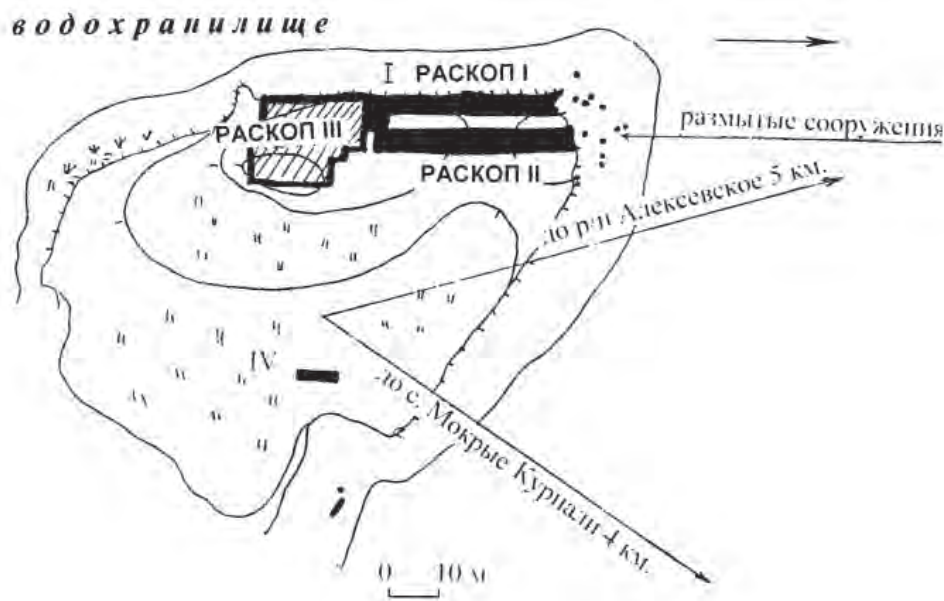 водохранилище
I РАСКОП I
РАСКОП III
размытые сооружения
РАСКОП II
до р/п Алексевское 5 км.
IV
до с. Мокрые Курнали 4 км.
0 10 м